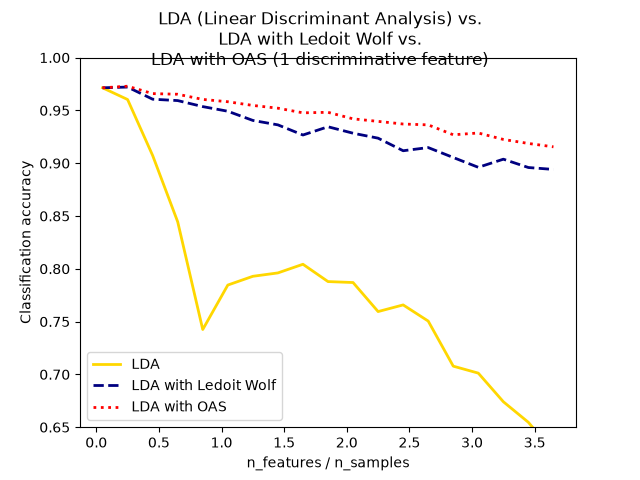 LDA (Linear Discriminant Analysis) vs.
LDA with Ledoit Wolf vs.
LDA with OAS (1 discriminative feature)
1.00
0.95
0.90
0.85
0.80
0.75
0.70
0.65
Classification accuracy
LDA
LDA with Ledoit Wolf
LDA with OAS
0.0 0.5 1.0 1.5 2.0 2.5 3.0 3.5
n_features / n_samples